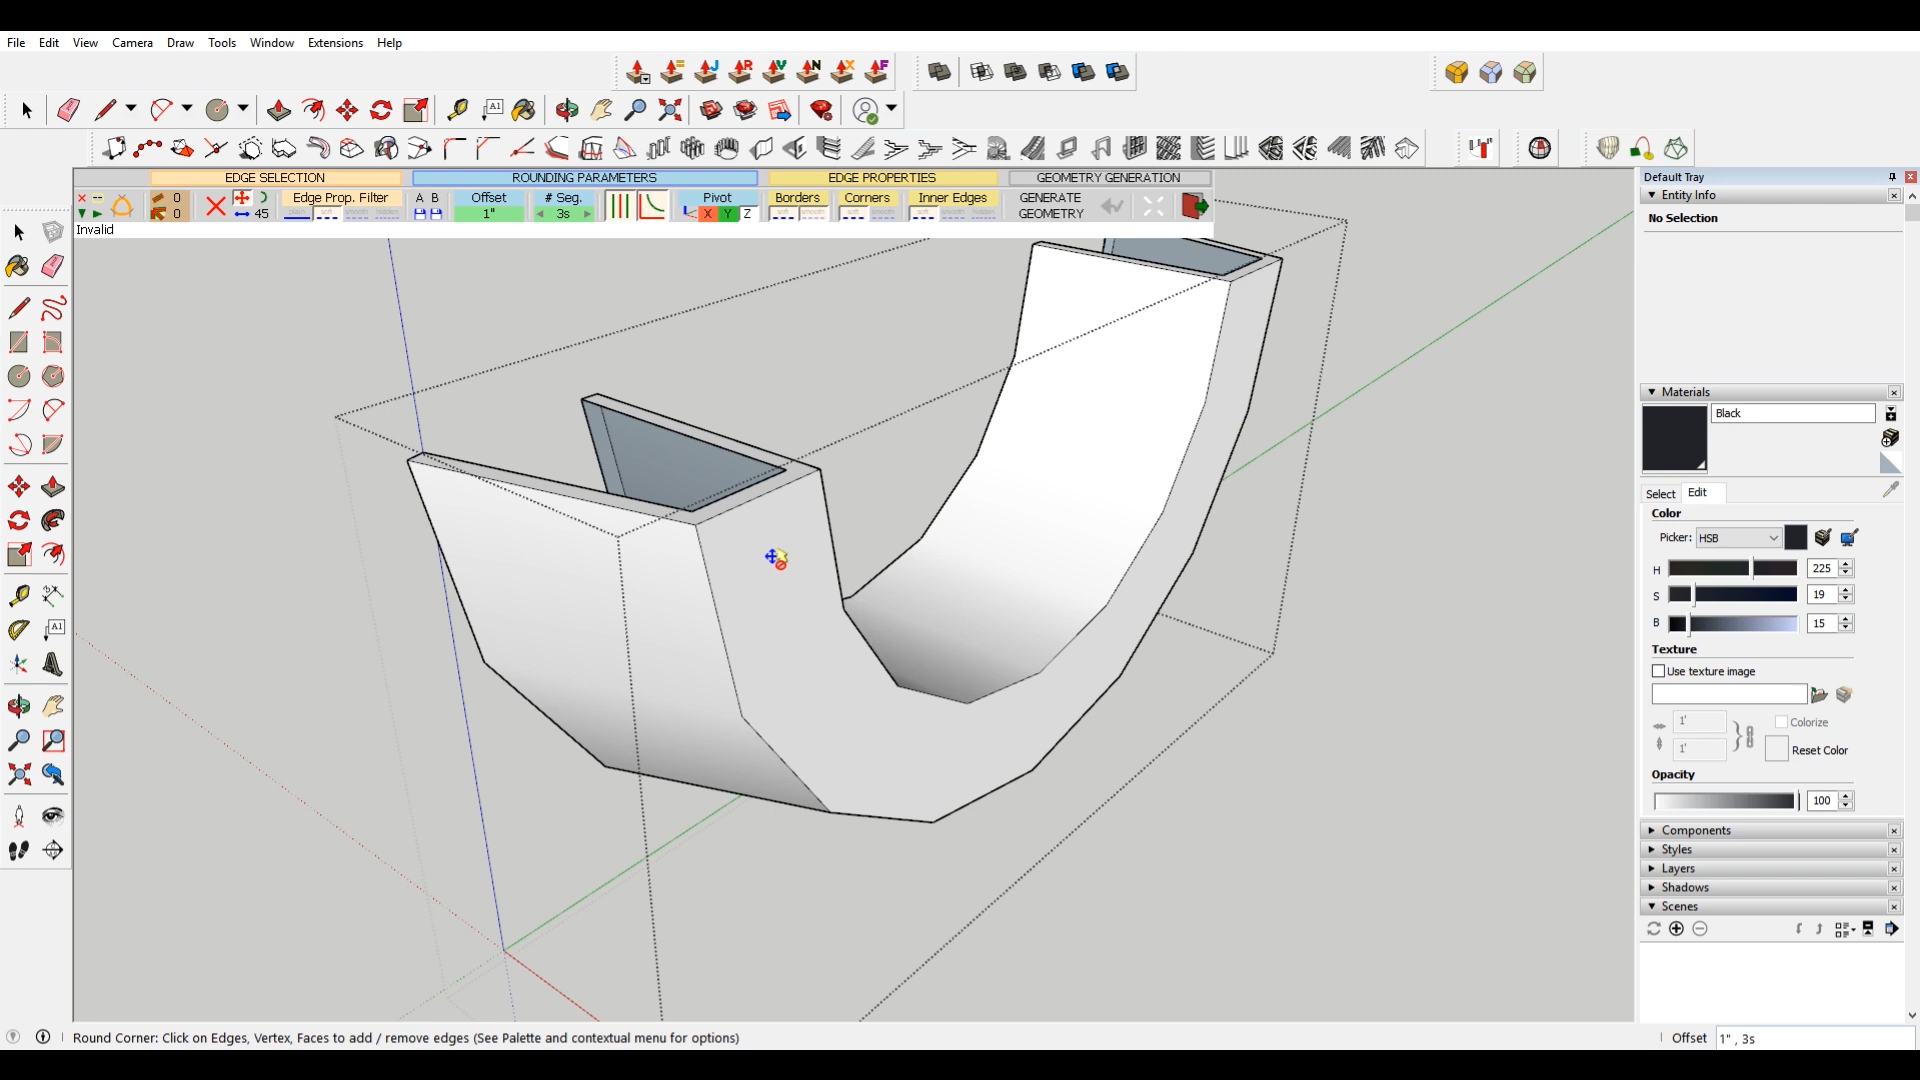 File Edit View Camera Draw Tools Window Extensions Help
= J R V N X F
A1
Default Tray
EDGE SELECTION ROUNDING PARAMETERS EDGE PROPERTIES GEOMETRY GENERATION
Entity Info
0 Edge Prop. Filter A B Offset # Seg. Pivot Borders Corners Inner Edges GENERATE
0 45 1" 3s X Y Z GEOMETRY
No Selection
Invalid
Materials
Black
Select Edit
Color
Picker: HSB
H 225
S 19
B 15
A1
Texture
Use texture image
1' Colorize
1' Reset Color
Opacity
100
Components
Styles
Layers
Shadows
Scenes
Round Corner: Click on Edges, Vertex, Faces to add / remove edges (See Palette and contextual menu for options) Offset 1" , 3s